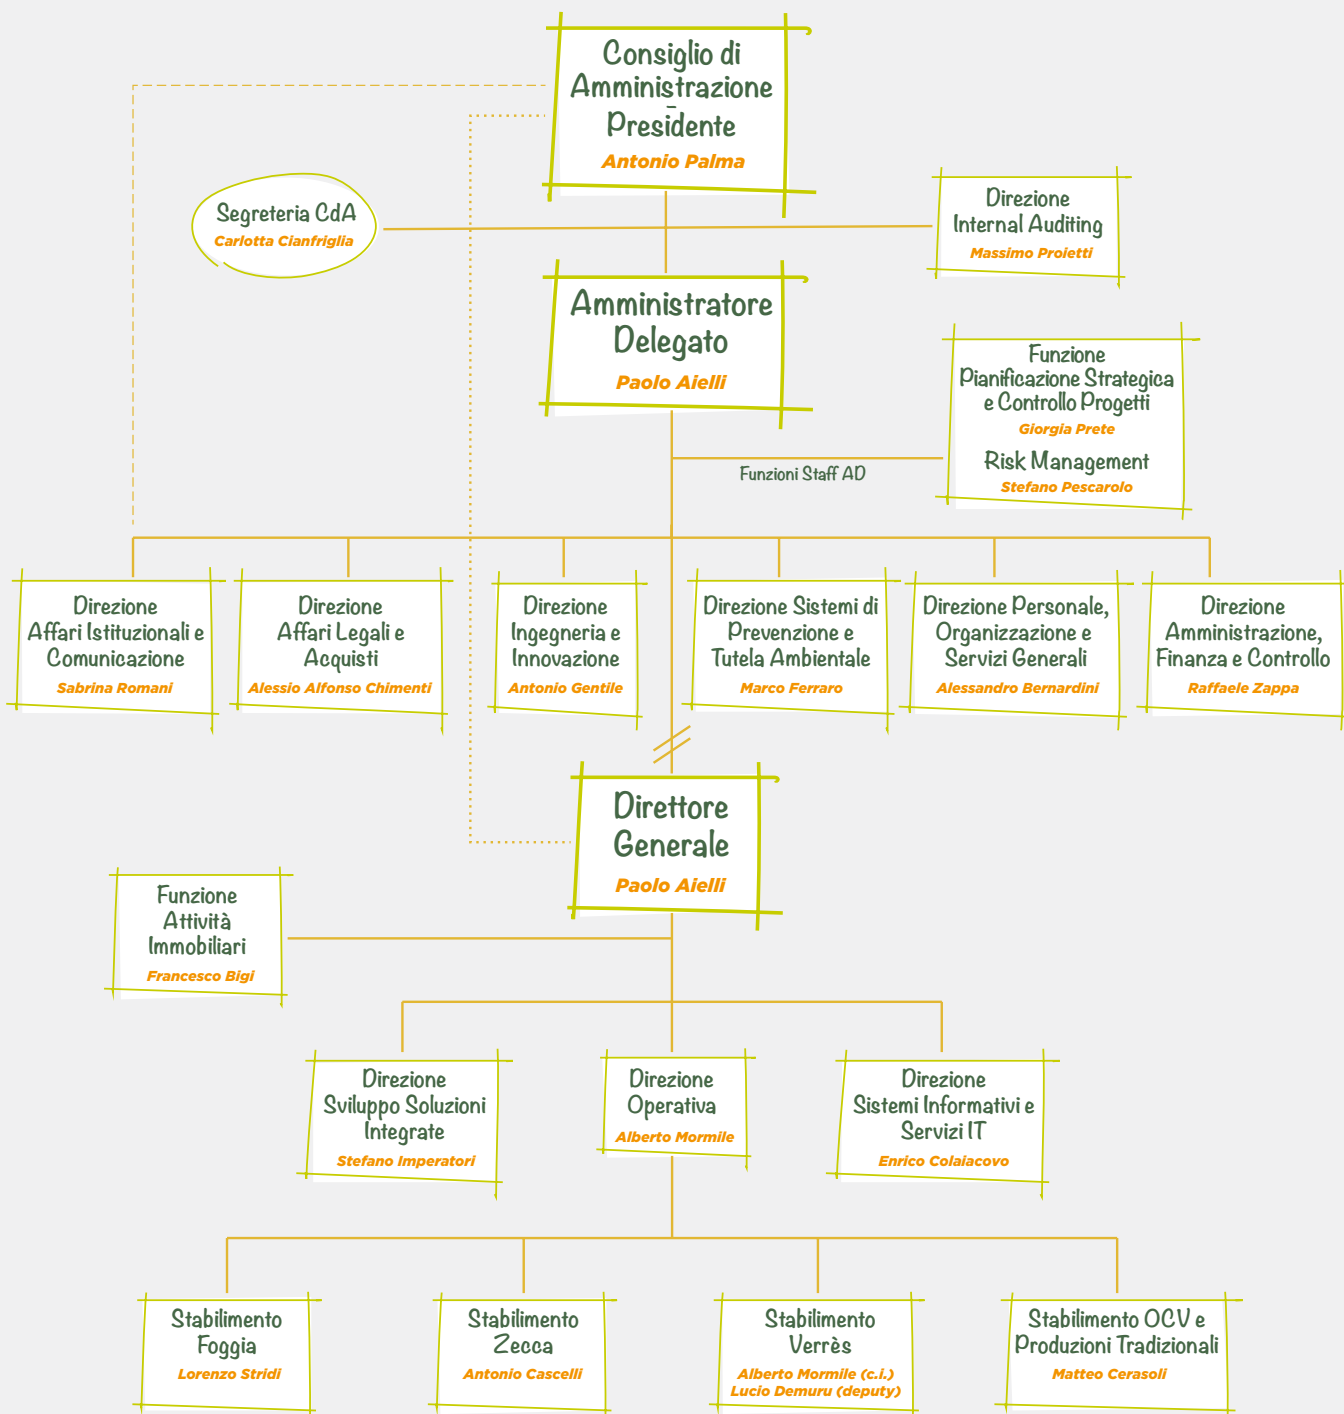 Consiglio di
Amministrazione
–
Presidente
Antonio Palma
Segreteria CdA
Carlotta Cianfriglia
Direzione
Internal Auditing
Massimo Proietti
Amministratore
Delegato
Paolo Aielli
Funzione
Pianificazione Strategica
e Controllo Progetti
Giorgia Prete
Risk Management
Stefano Pescarolo
Funzioni Staff AD
Direzione
Affari Istituzionali e
Comunicazione
Sabrina Romani
Direzione
Affari Legali e
Acquisti
Alessio Alfonso Chimenti
Direzione
Ingegneria e
Innovazione
Antonio Gentile
Direzione Sistemi di
Prevenzione e
Tutela Ambientale
Marco Ferraro
Direzione Personale,
Organizzazione e
Servizi Generali
Alessandro Bernardini
Direzione
Amministrazione,
Finanza e Controllo
Raffaele Zappa
Direttore
Generale
Paolo Aielli
Funzione
Attività
Immobiliari
Francesco Bigi
Direzione
Sviluppo Soluzioni
Integrate
Stefano Imperatori
Direzione
Operativa
Alberto Mormile
Direzione
Sistemi Informativi e
Servizi IT
Enrico Colaiacovo
Stabilimento
Foggia
Lorenzo Stridi
Stabilimento
Zecca
Antonio Cascelli
Stabilimento
Verrès
Alberto Mormile (c.i.)
Lucio Demuru (deputy)
Stabilimento OCV e
Produzioni Tradizionali
Matteo Cerasoli